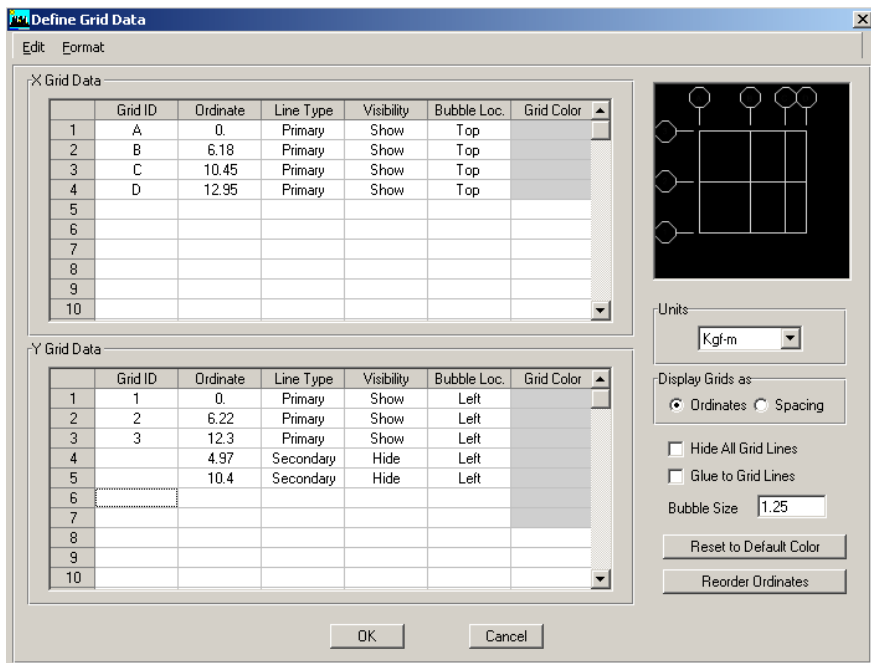 Define Grid Data
Edit Format
X Grid Data
Grid ID Ordinate Line Type Visibility Bubble Loc. Grid Color
1 A 0. Primary Show Top
2 B 6.18 Primary Show Top
3 C 10.45 Primary Show Top
4 D 12.95 Primary Show Top
5
6
7
8
9
10
Y Grid Data
Grid ID Ordinate Line Type Visibility Bubble Loc. Grid Color
1 1 0. Primary Show Left
2 2 6.22 Primary Show Left
3 3 12.3 Primary Show Left
4 4.97 Secondary Hide Left
5 10.4 Secondary Hide Left
6
7
8
9
10
Units
Kgf-m
Display Grids as
Ordinates Spacing
Hide All Grid Lines
Glue to Grid Lines
Bubble Size 1.25
Reset to Default Color
Reorder Ordinates
OK Cancel